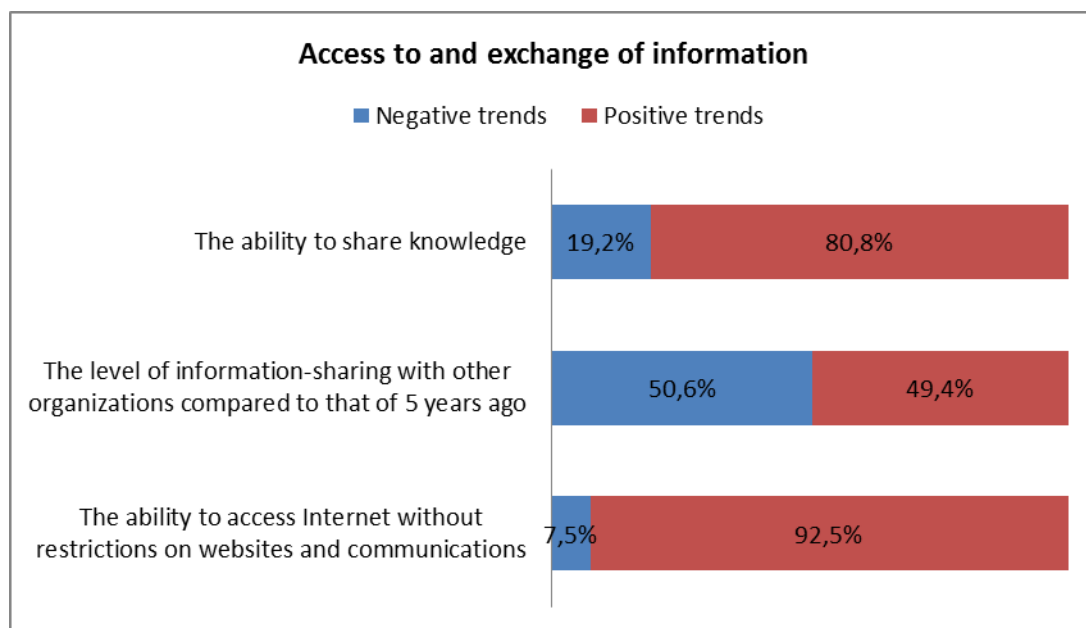 Access to and exchange of information
Negative trends Positive trends
The ability to share knowledge
19,2% 80,8%
The level of information-sharing with other
organizations compared to that of 5 years ago
50,6% 49,4%
The ability to access Internet without
restrictions on websites and communications
7,5% 92,5%